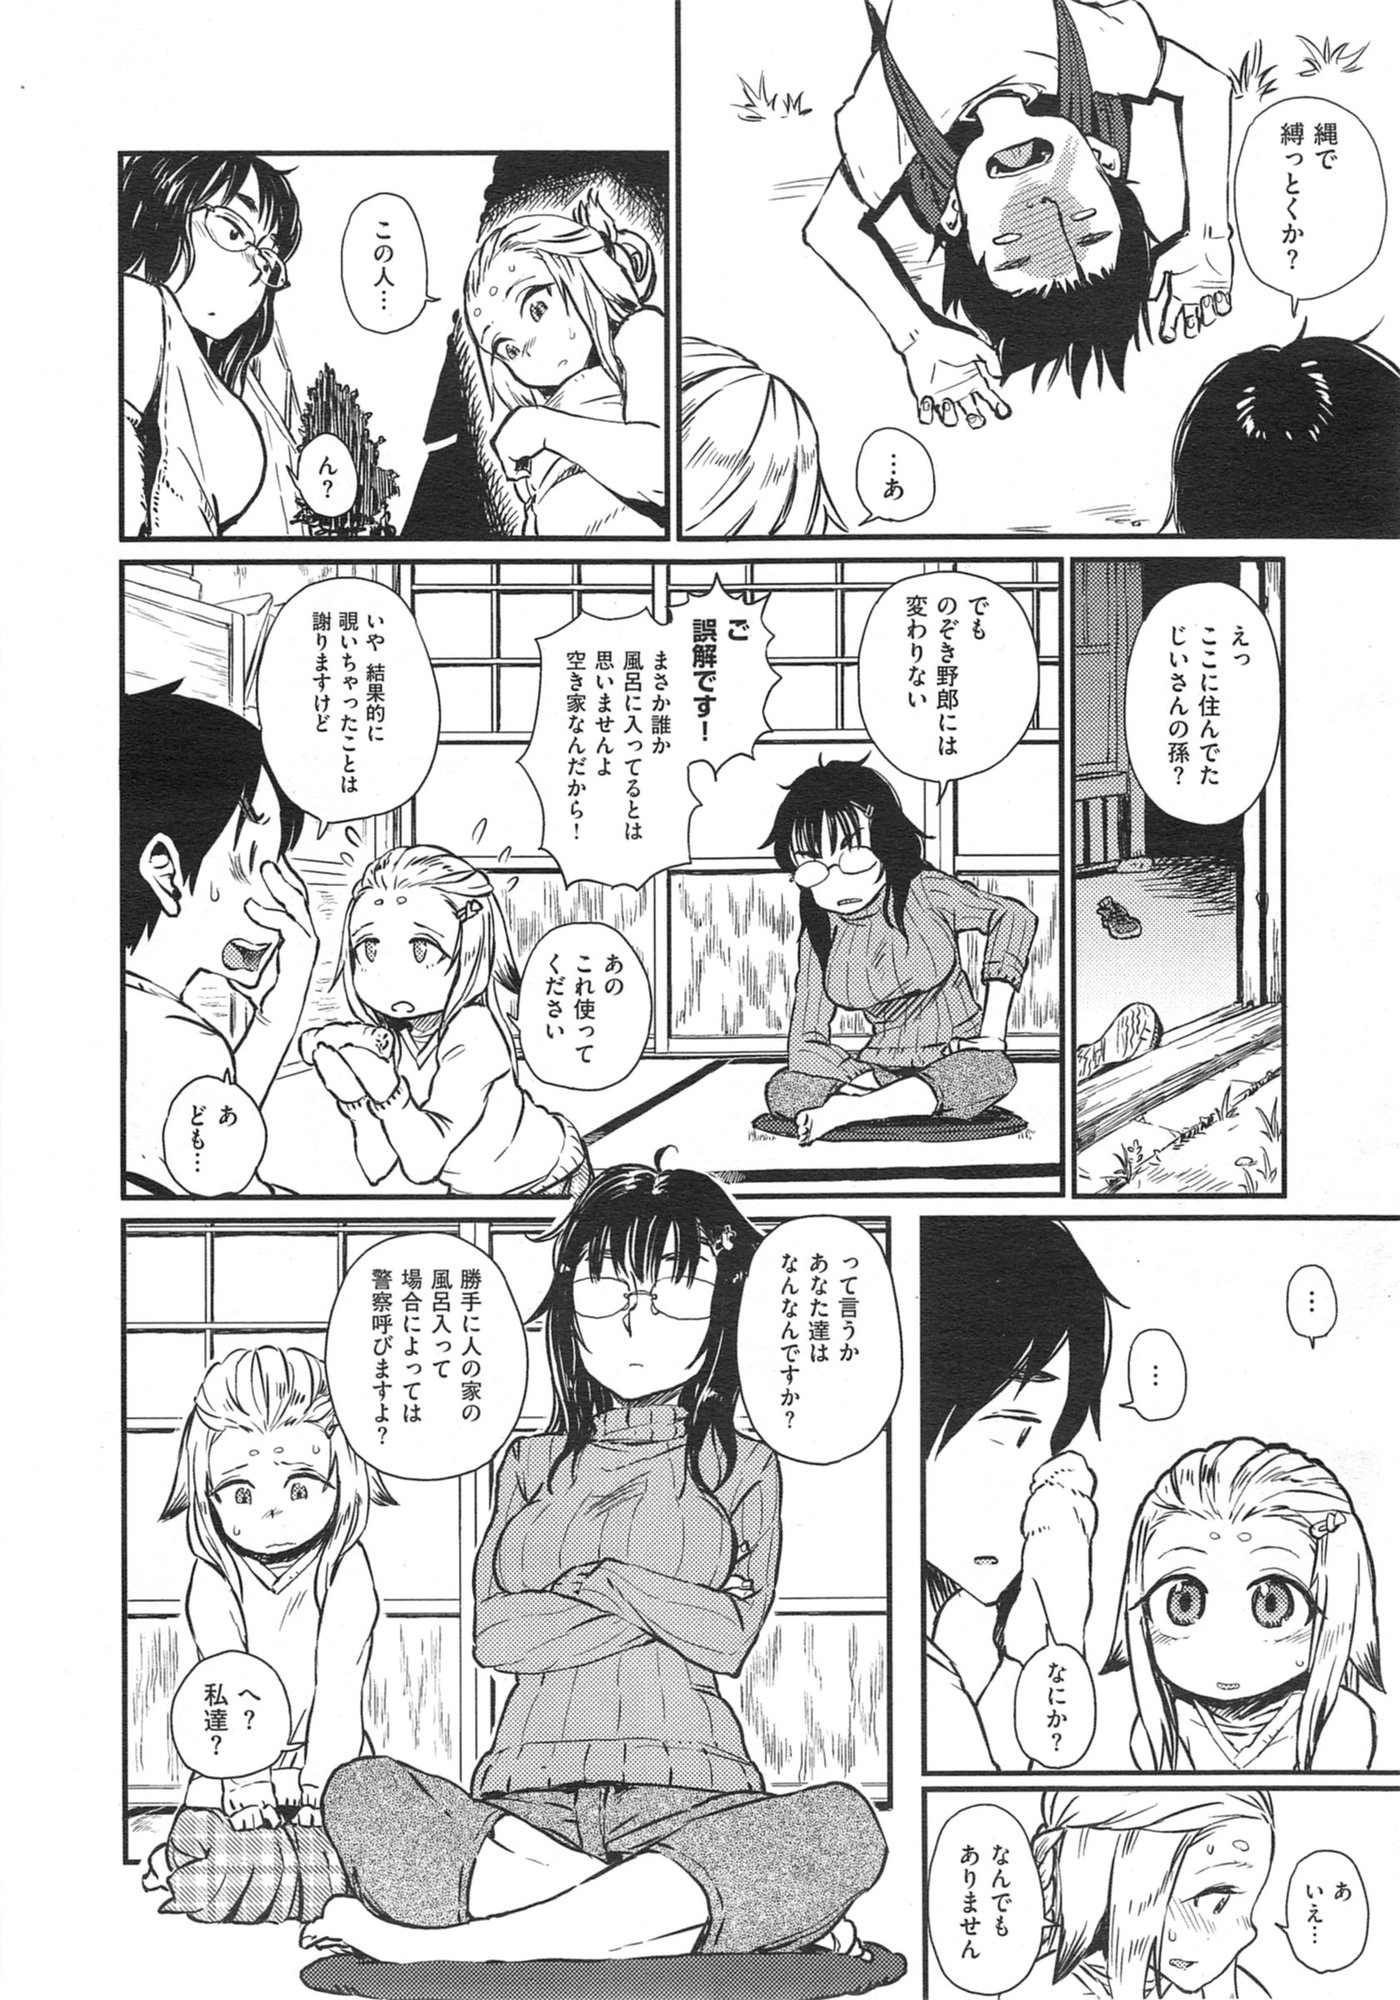 縄で
縛っとくか?
…あ
この人…
ん?
えっ
ここに住んでた
じいさんの孫?
でも
のぞき野郎には
変わりない
ご
誤解です!
まさか誰か
風呂に入ってるとは
思いませんよ
空き家なんだから!
いや 結果的に
覗いちゃったことは
謝りますけど
あの
これ使って
ください
あ
ども…
…
…
なにか?
あ
いえ…
なんでも
ありません
って言うか
あなた達は
なんなんですか?
勝手に人の家の
風呂入って
場合によっては
警察呼びますよ?
へ?
私達?